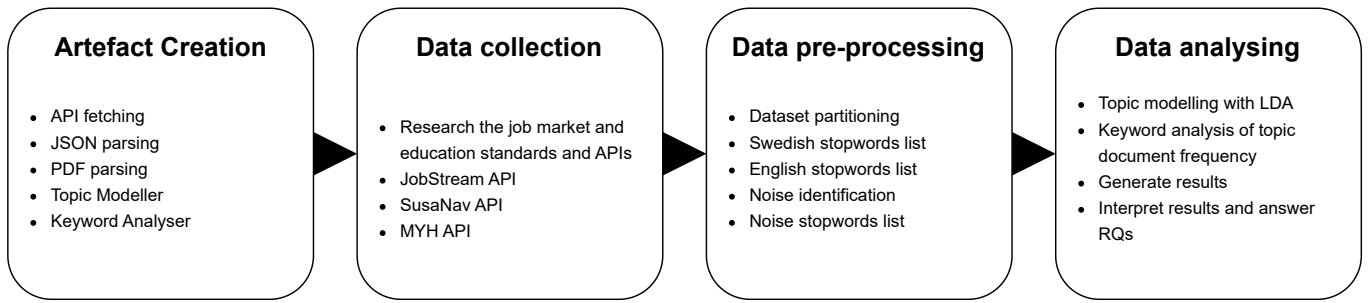 Artefact Creation
• API fetching
• JSON parsing
• PDF parsing
• Topic Modeller
• Keyword Analyser
Data collection
• Research the job market and
education standards and APIs
• JobStream API
• SusaNav API
• MYH API
Data pre-processing
• Dataset partitioning
• Swedish stopwords list
• English stopwords list
• Noise identification
• Noise stopwords list
Data analysing
• Topic modelling with LDA
• Keyword analysis of topic
document frequency
• Generate results
• Interpret results and answer
RQs